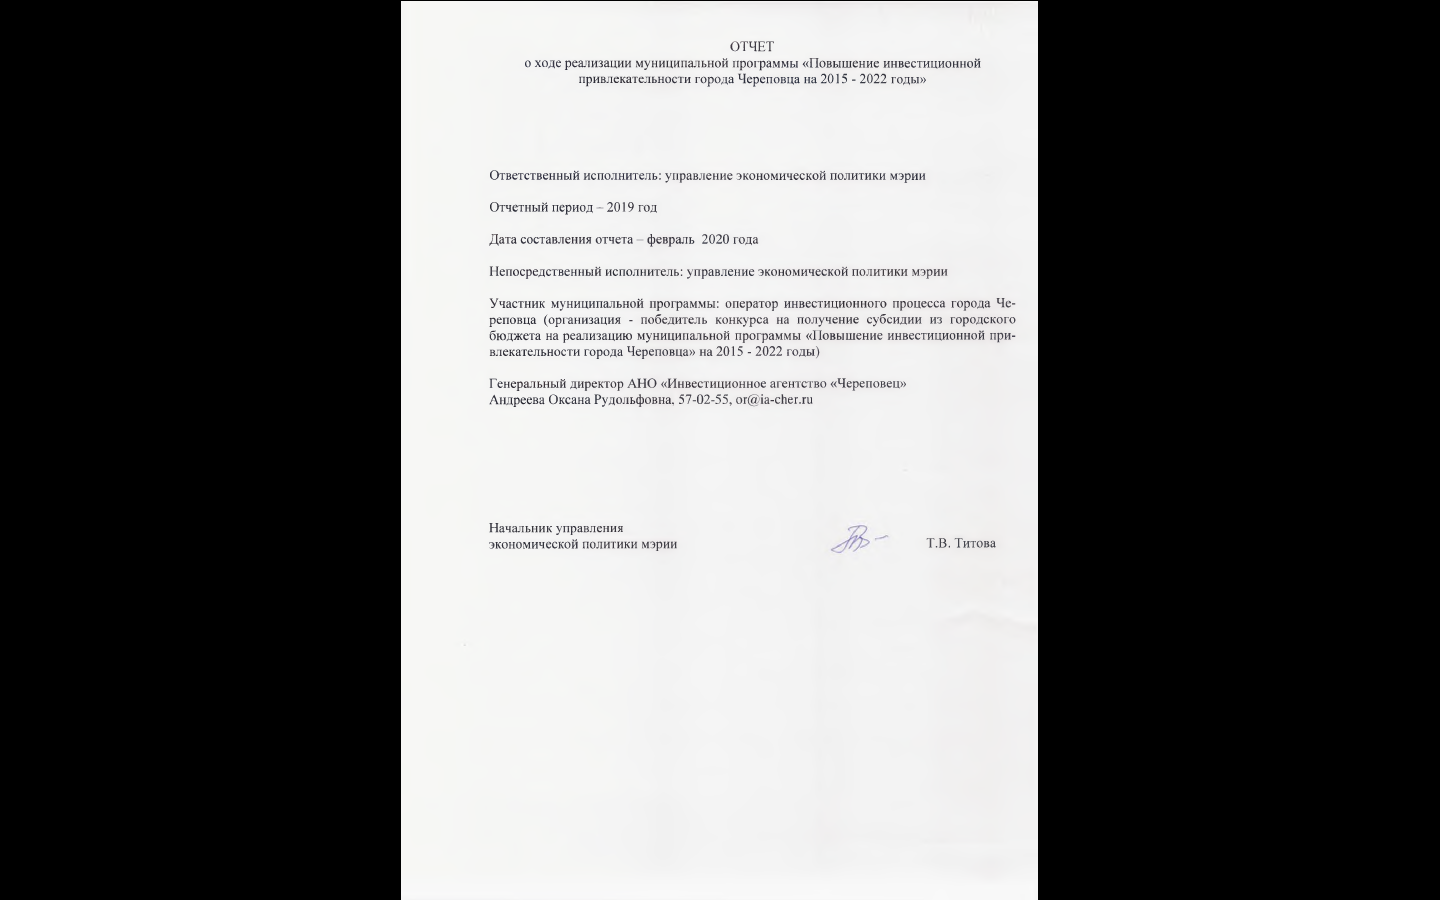 ОТЧЕТ
о ходе реализации муниципальной программы «Повышение инвестиционной
привлекательности города Череповца на 2015 - 2022 годы»
Ответственный исполнитель: управление экономической политики мэрии
Отчетный период – 2019 год
Дата составления отчета – февраль  2020 года
Непосредственный исполнитель: управление экономической политики мэрии
Участник муниципальной программы: оператор инвестиционного процесса города Че-
реповца (организация - победитель конкурса на получение субсидии из городского
бюджета на реализацию муниципальной программы «Повышение инвестиционной при-
влекательности города Череповца» на 2015 - 2022 годы)
Генеральный директор АНО «Инвестиционное агентство «Череповец»
Андреева Оксана Рудольфовна, 57-02-55, or@ia-cher.ru
Начальник управления
экономической политики мэрии
Т.В. Титова